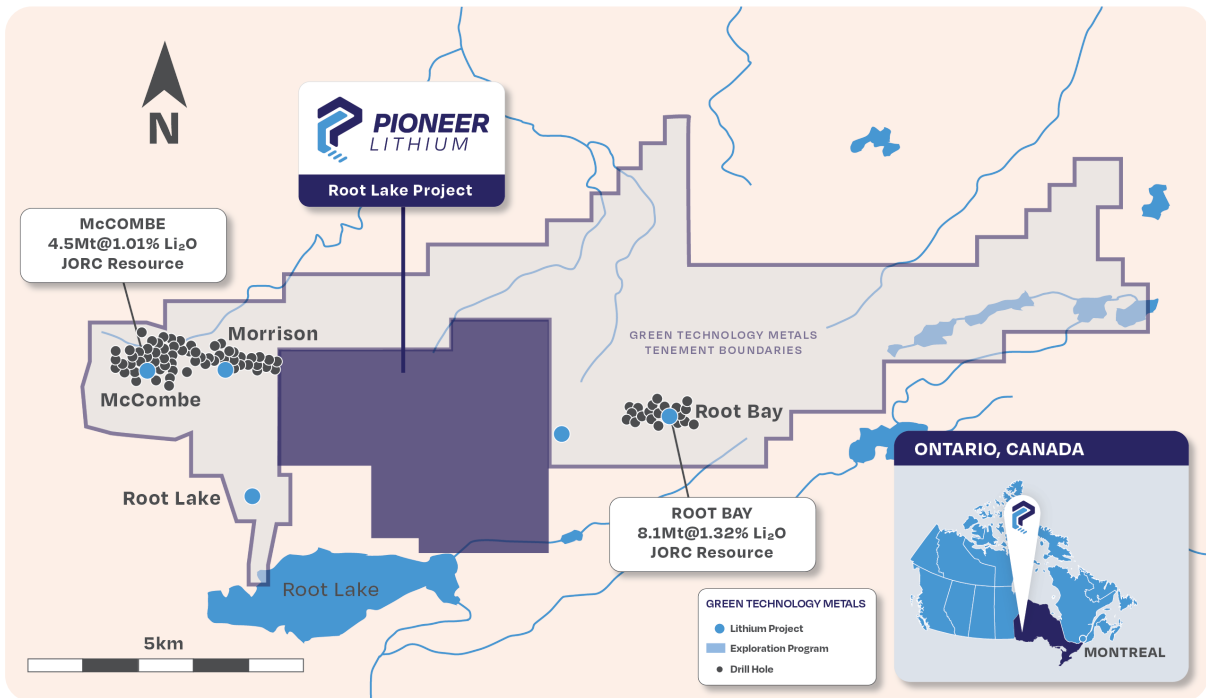 N
PIONEER
LITHIUM
Root Lake Project
McCOMBE
4.5Mt@1.01% Li₂O
JORC Resource
Morrison
McCombe
GREEN TECHNOLOGY METALS
TENEMENT BOUNDARIES
Root Bay
Root Lake
ROOT BAY
8.1Mt@1.32% Li₂O
JORC Resource
Root Lake
5km
GREEN TECHNOLOGY METALS
Lithium Project
Exploration Program
Drill Hole
ONTARIO, CANADA
MONTREAL